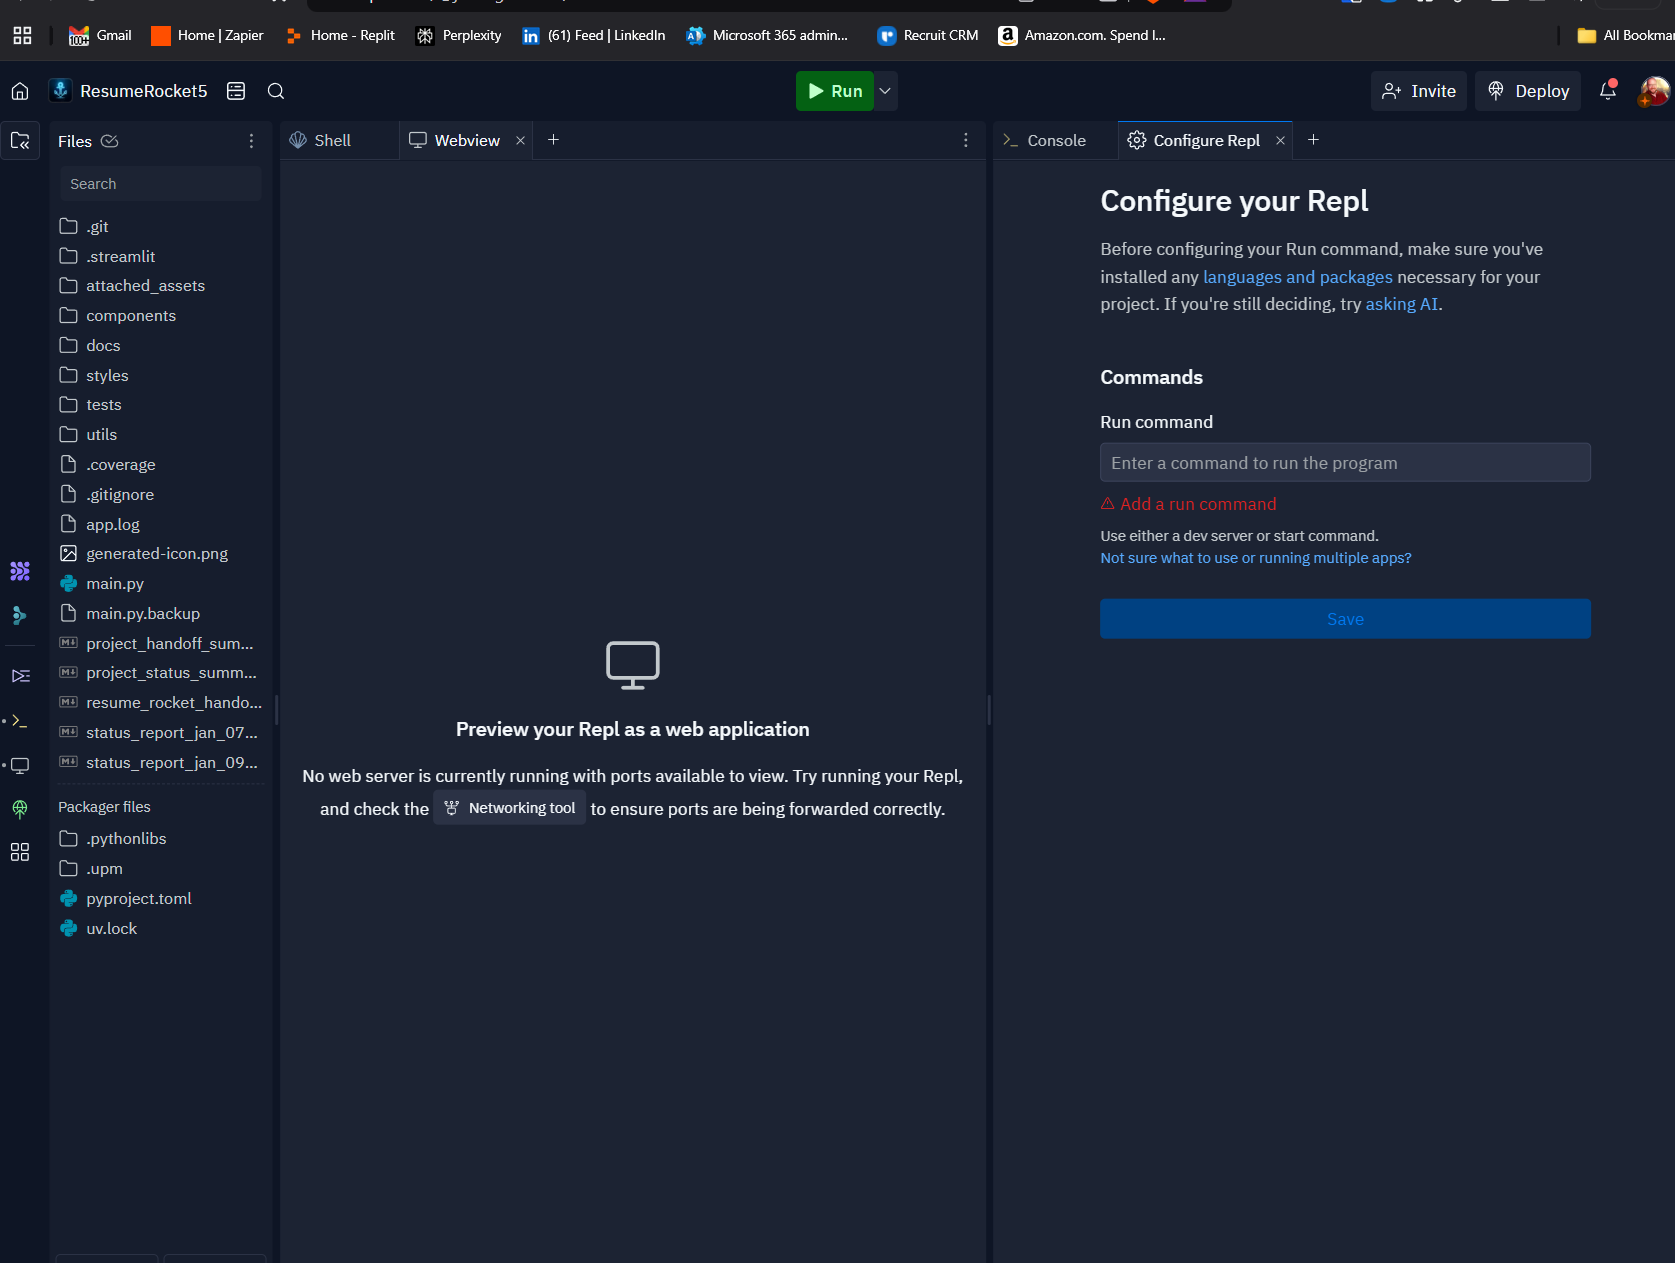 Gmail
Home | Zapier
Home - Replit
Perplexity
(61) Feed | LinkedIn
Microsoft 365 admin...
Recruit CRM
Amazon.com. Spend l...
All Bookmar
ResumeRocket5
Run
Invite
Deploy
Files
Search
.git
.streamlit
attached_assets
components
docs
styles
tests
utils
.coverage
.gitignore
app.log
generated-icon.png
main.py
main.py.backup
project_handoff_sum...
project_status_summ...
resume_rocket_hando...
status_report_jan_07...
status_report_jan_09...
Packager files
.pythonlibs
.upm
pyproject.toml
uv.lock
Shell
Webview
Preview your Repl as a web application
No web server is currently running with ports available to view. Try running your Repl,
and check the Networking tool to ensure ports are being forwarded correctly.
Console
Configure Repl
Configure your Repl
Before configuring your Run command, make sure you've
installed any languages and packages necessary for your
project. If you're still deciding, try asking AI.
Commands
Run command
Enter a command to run the program
Add a run command
Use either a dev server or start command.
Not sure what to use or running multiple apps?
Save